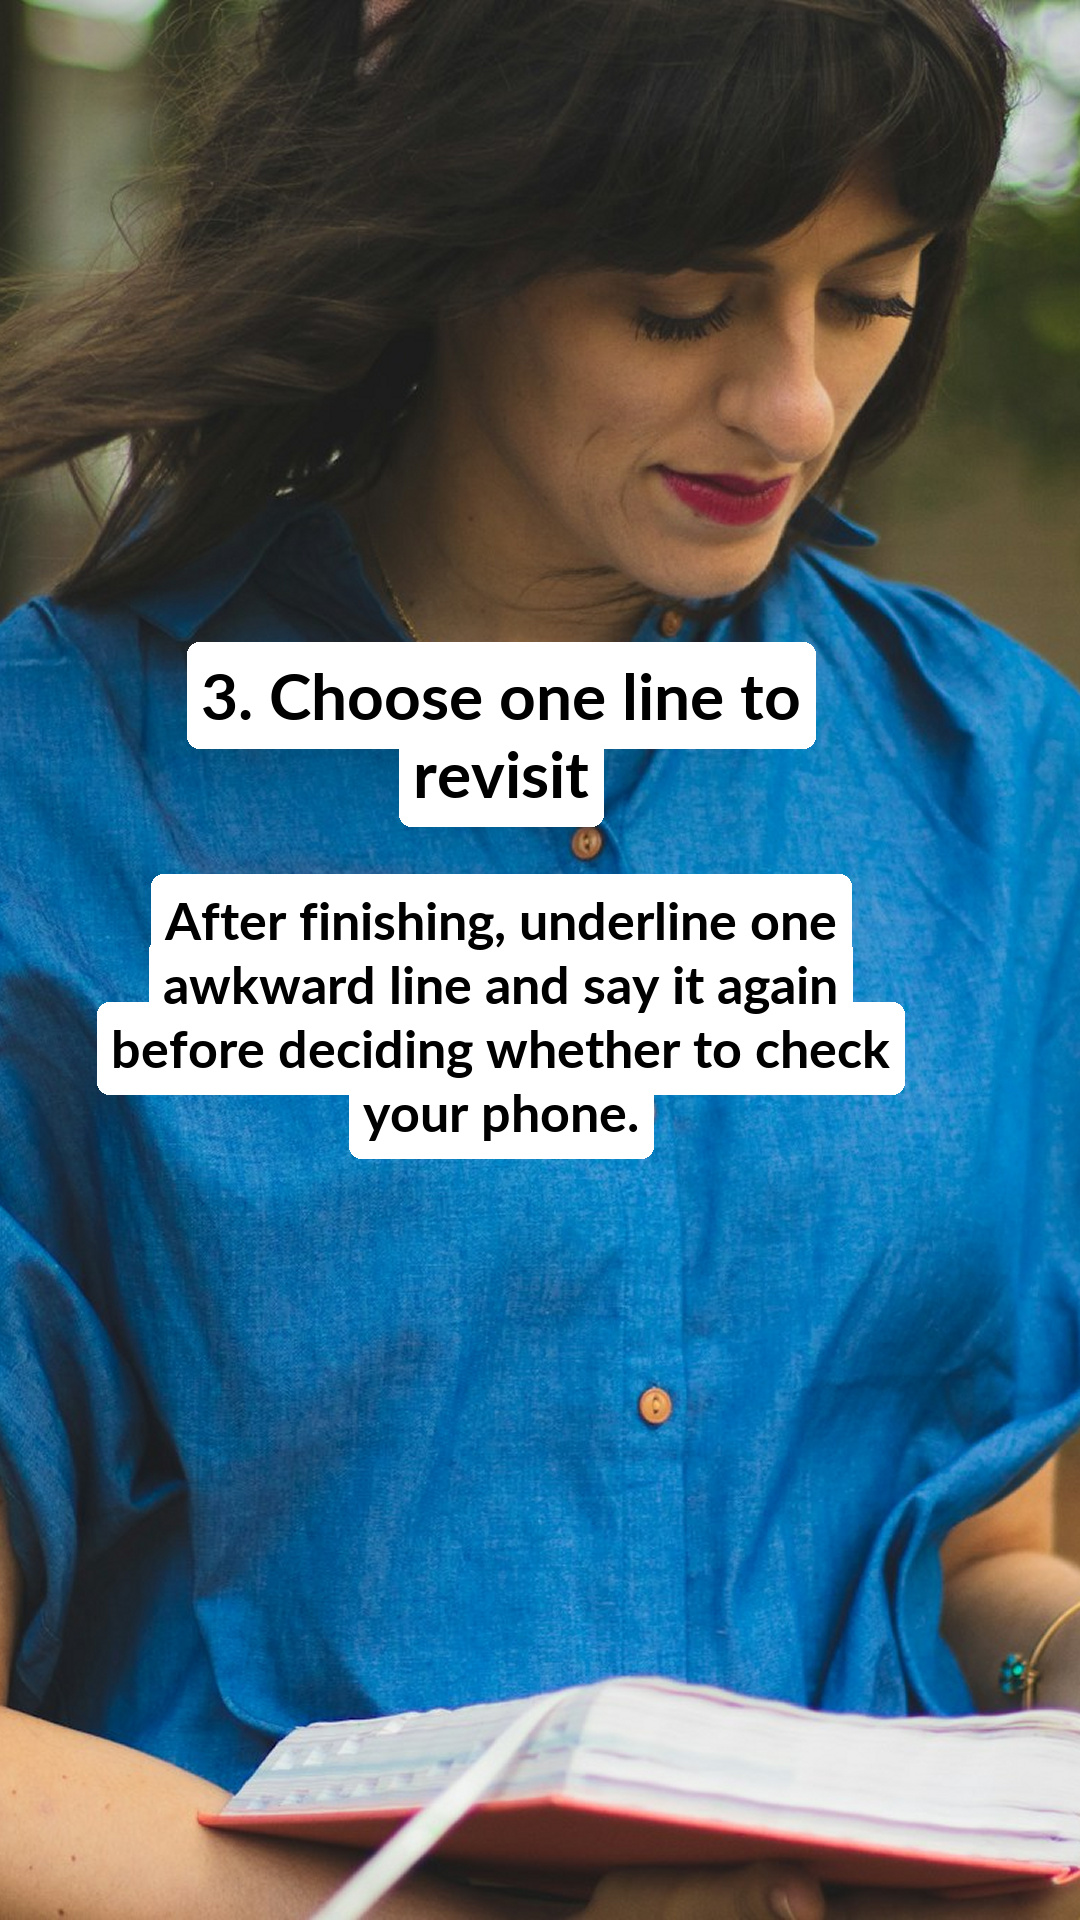 3. Choose one line to
revisit
After finishing, underline one
awkward line and say it again
before deciding whether to check
your phone.